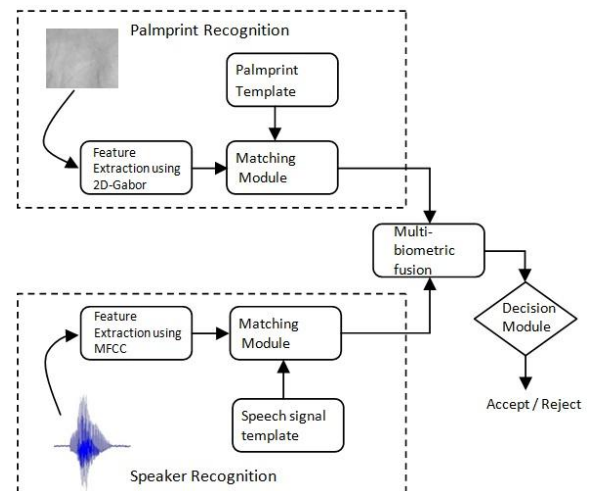 Palmprint Recognition
Palmprint
Template
Feature
Extraction using
2D-Gabor
Matching
Module
Multi-
biometric
fusion
Decision
Module
Accept / Reject
Feature
Extraction using
MFCC
Matching
Module
Speech signal
template
Speaker Recognition